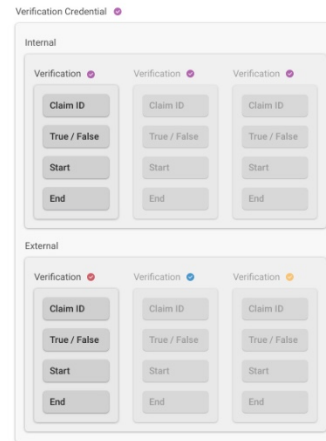 Verification Credential
Internal
Verification Verification Verification
Claim ID Claim ID Claim ID
True / False True / False True / False
Start Start Start
End End End
External
Verification Verification Verification
Claim ID Claim ID Claim ID
True / False True / False True / False
Start Start Start
End End End